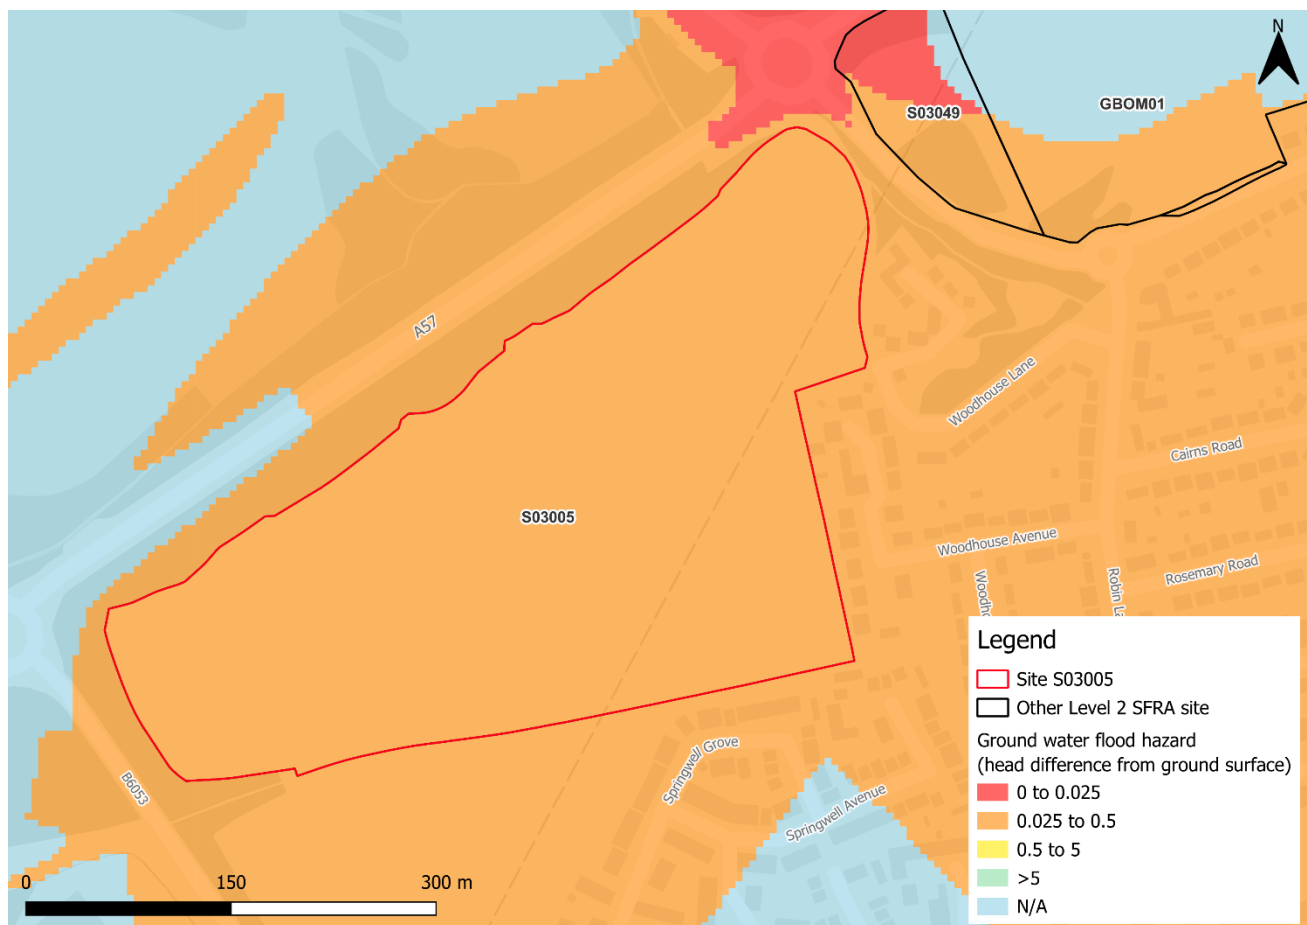 N
GBOM01
S03049
A57
Woodhouse Lane
Cairns Road
S03005
Woodhouse Avenue
Rosemary Road
Robin La
Legend
Site S03005
Other Level 2 SFRA site
Ground water flood hazard
(head difference from ground surface)
0 to 0.025
0.025 to 0.5
0.5 to 5
>5
N/A
Springwell Grove
Springwell Avenue
B6053
0 150 300 m